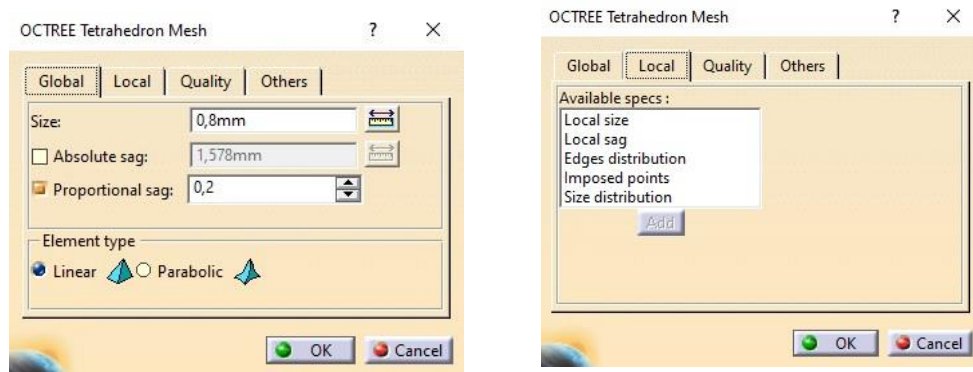 OCTREE Tetrahedron Mesh ? ×
Global Local Quality Others
Size: 0,8mm
Absolute sag: 1,578mm
Proportional sag: 0,2
Element type
Linear Parabolic
OK Cancel
OCTREE Tetrahedron Mesh ? ×
Global Local Quality Others
Available specs :
Local size
Local sag
Edges distribution
Imposed points
Size distribution
Add
OK Cancel